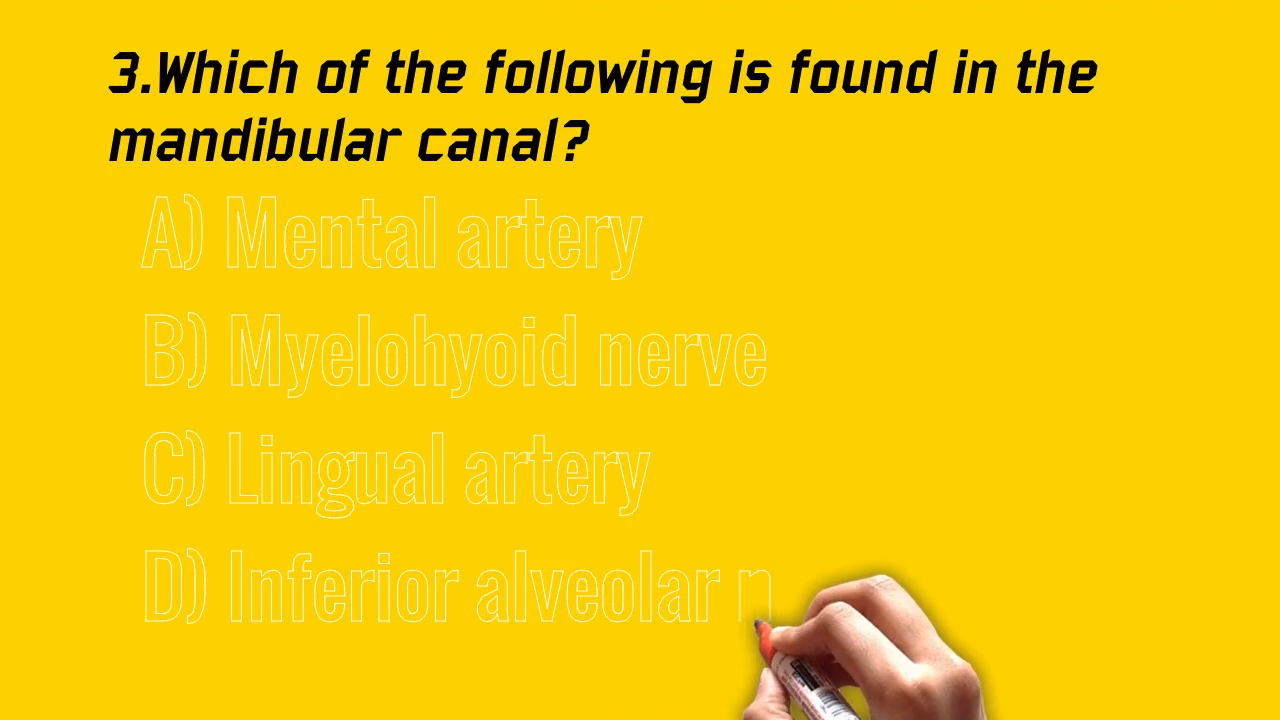 3.Which of the following is found in the
mandibular canal?
A) Mental artery
B) Myelohyoid nerve
C) Lingual artery
D) Inferior alveolar n